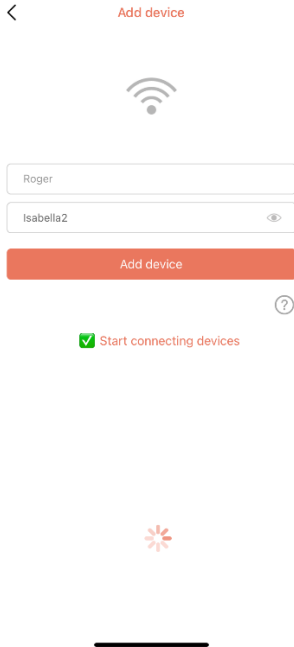 Add device
Roger
Isabella2
Add device
?
Start connecting devices